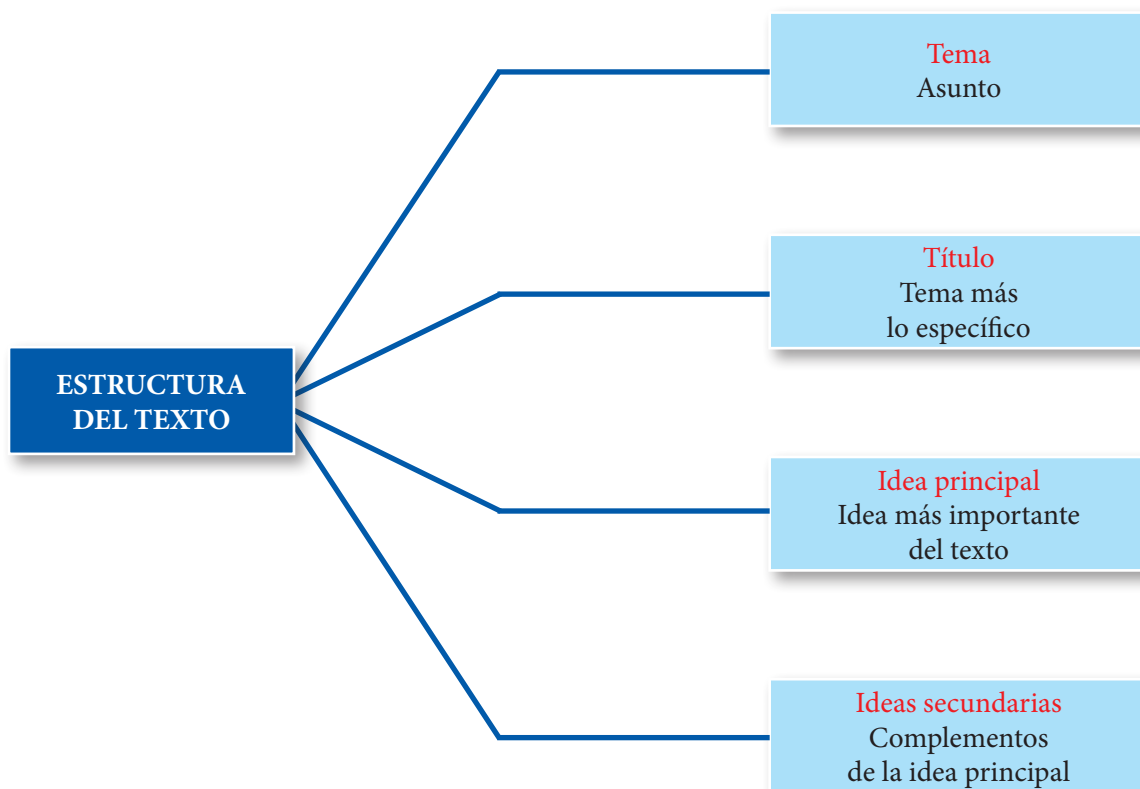 Tema
Asunto
Título
Tema más
lo específico
ESTRUCTURA
DEL TEXTO
Idea principal
Idea más importante
del texto
Ideas secundarias
Complementos
de la idea principal